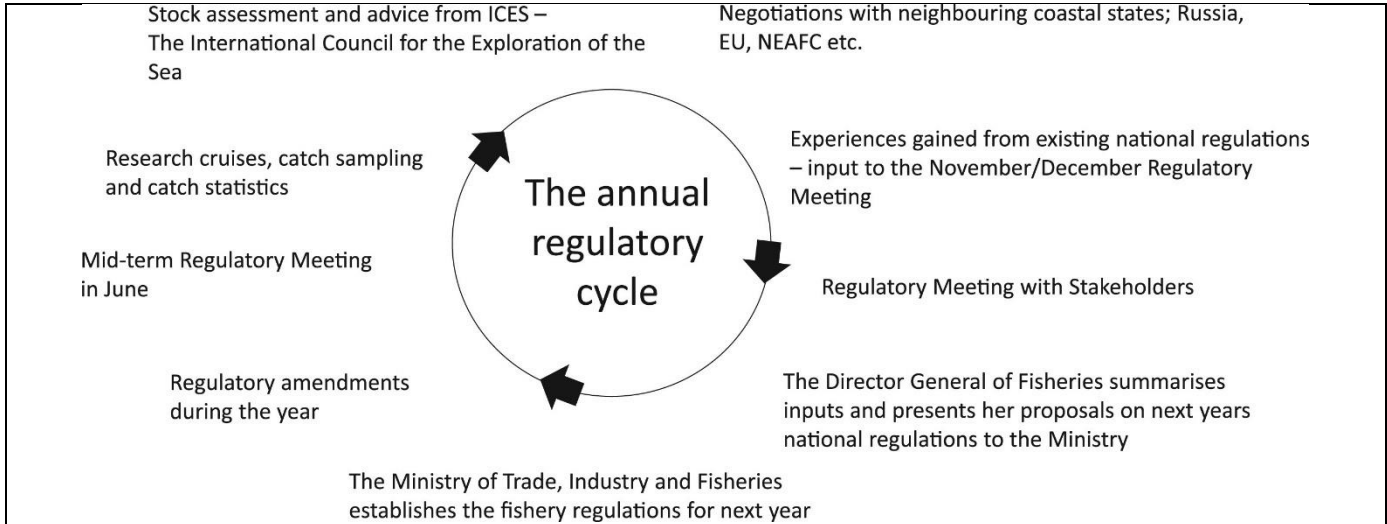 Stock assessment and advice from ICES –
The International Council for the Exploration of the
Sea
Negotiations with neighbouring coastal states; Russia,
EU, NEAFC etc.
Experiences gained from existing national regulations
– input to the November/December Regulatory
Meeting
Regulatory Meeting with Stakeholders
The Director General of Fisheries summarises
inputs and presents her proposals on next years
national regulations to the Ministry
The Ministry of Trade, Industry and Fisheries
establishes the fishery regulations for next year
Regulatory amendments
during the year
Mid-term Regulatory Meeting
in June
Research cruises, catch sampling
and catch statistics
The annual
regulatory
cycle